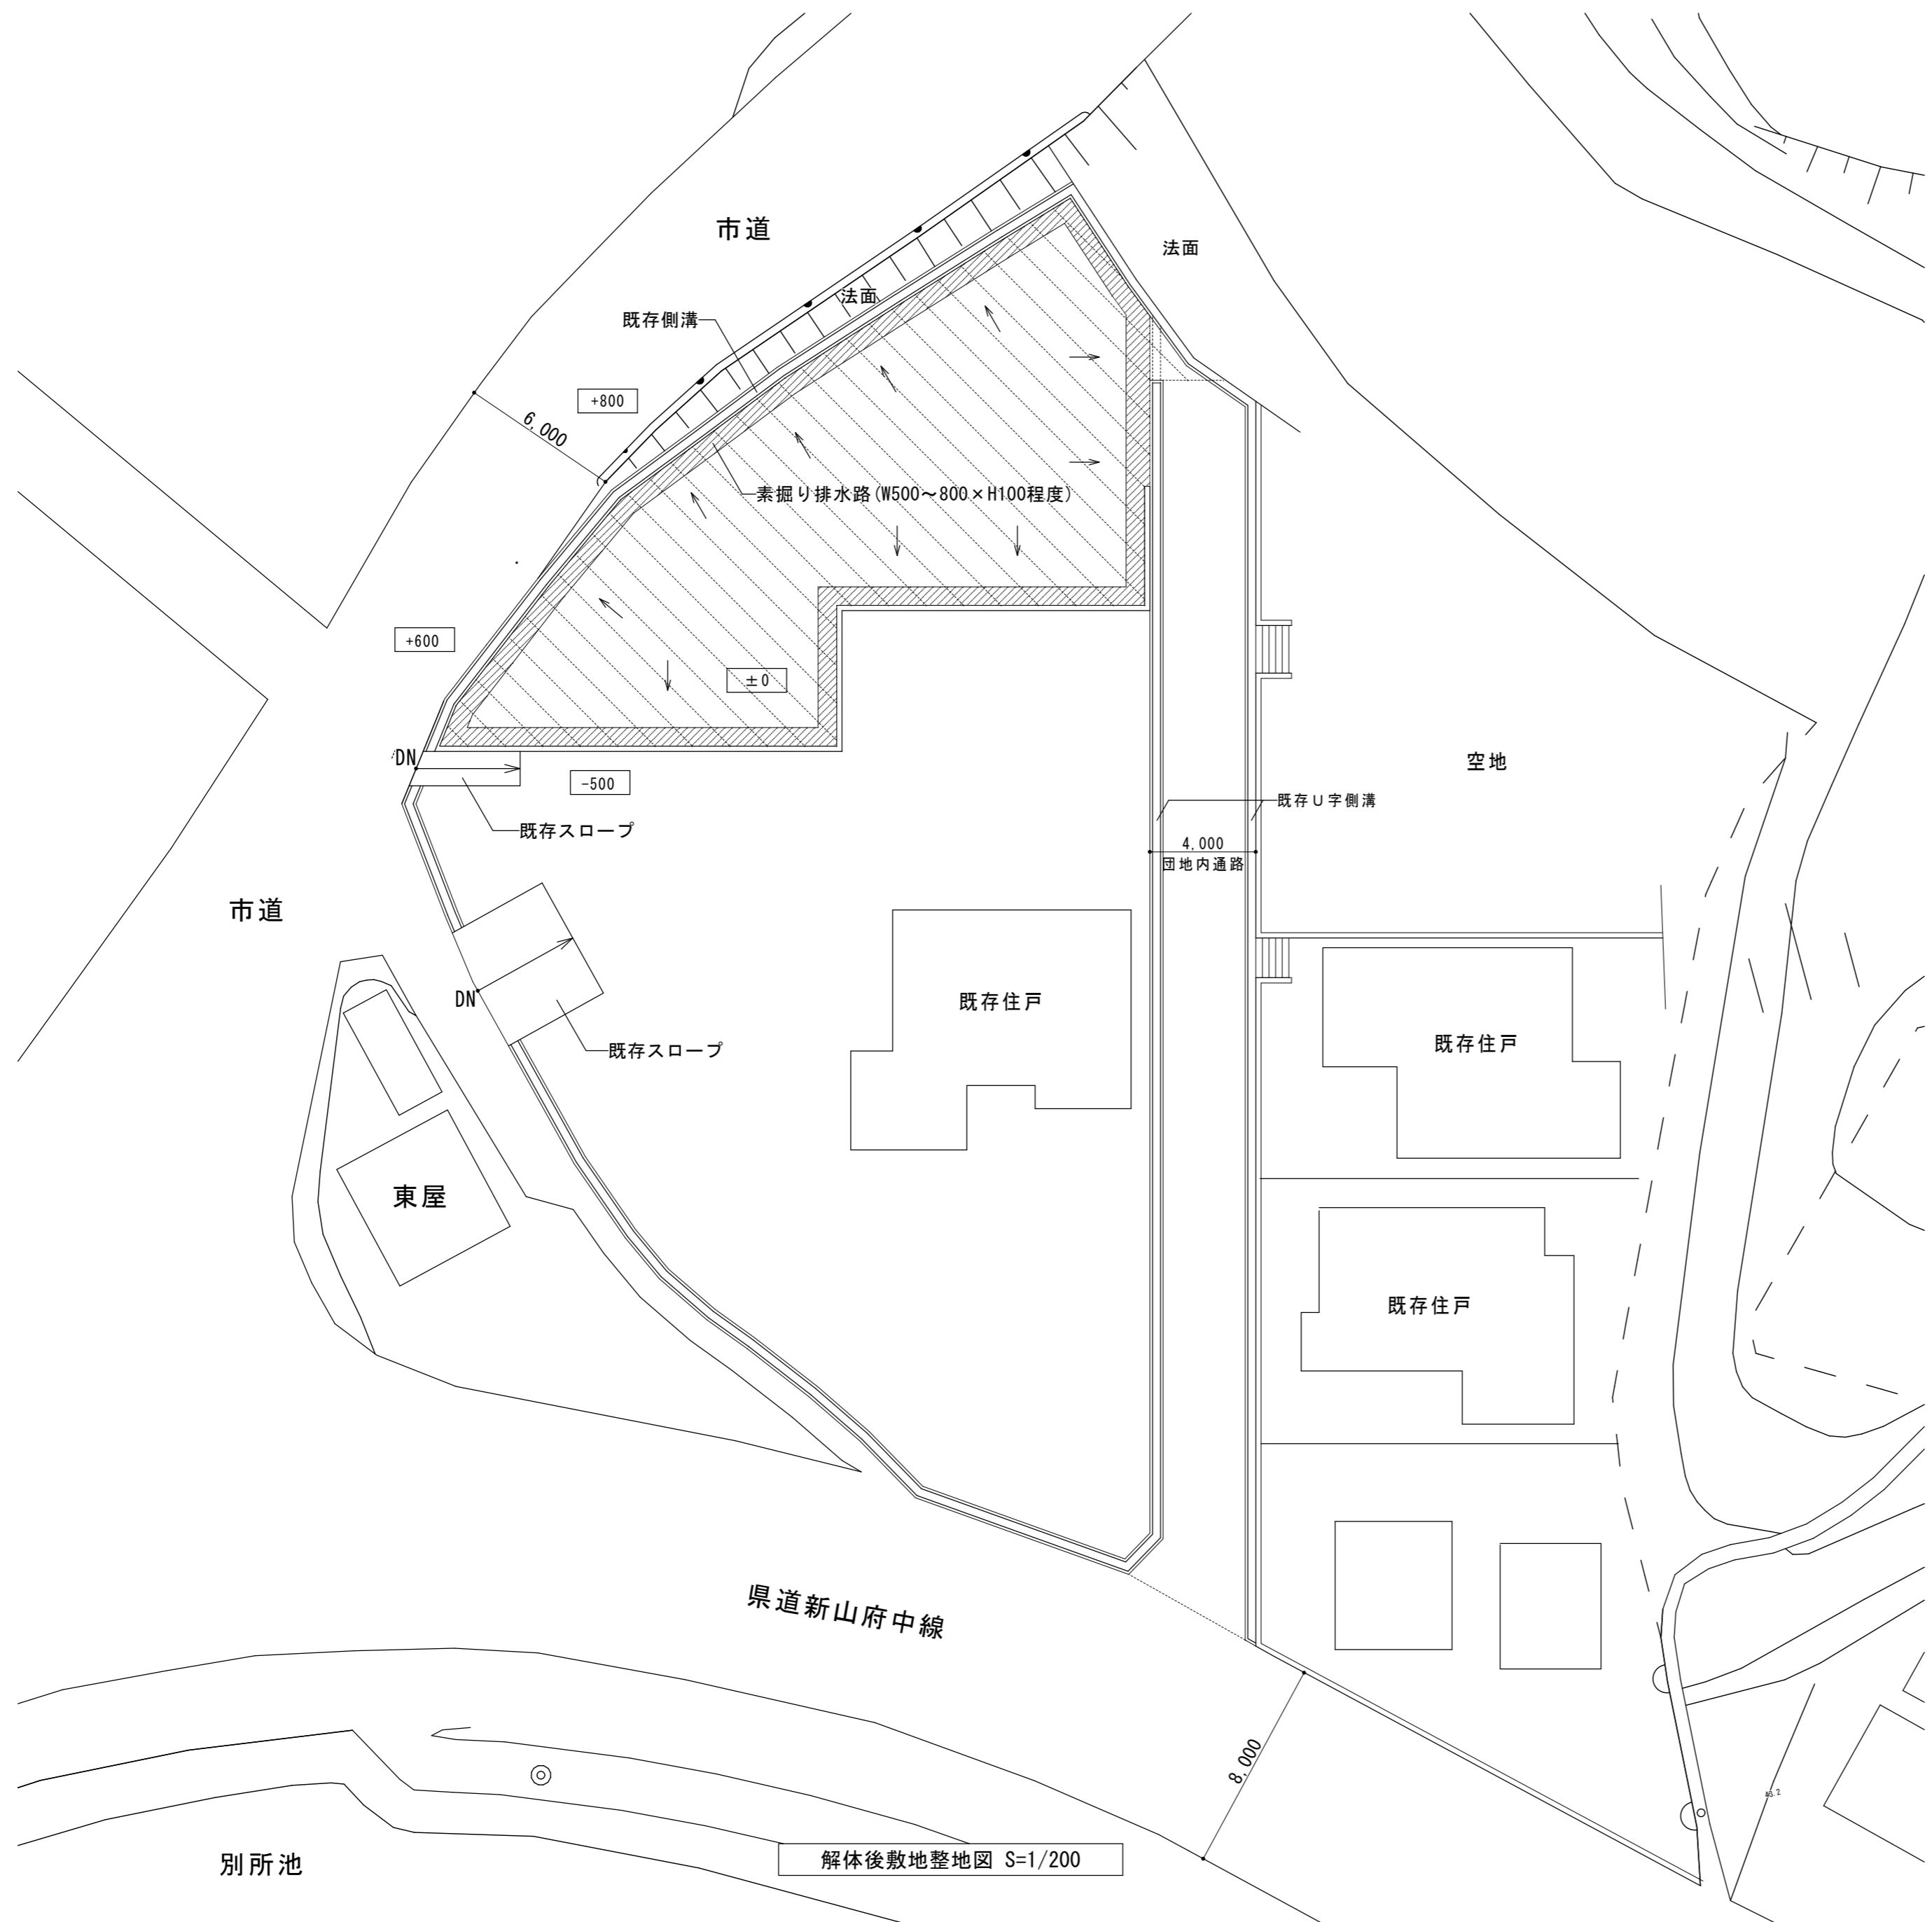 市道
法面
法面
既存側溝
+800
6,000
素掘り排水路(W500～800×H100程度)
+600
±0
DN
-500
空地
既存U字側溝
既存スロープ
4,000
団地内通路
市道
既存住戸
DN
既存住戸
既存スロープ
東屋
既存住戸
県道新山府中線
8,000
43.2
解体後敷地整地図 S=1/200
別所池